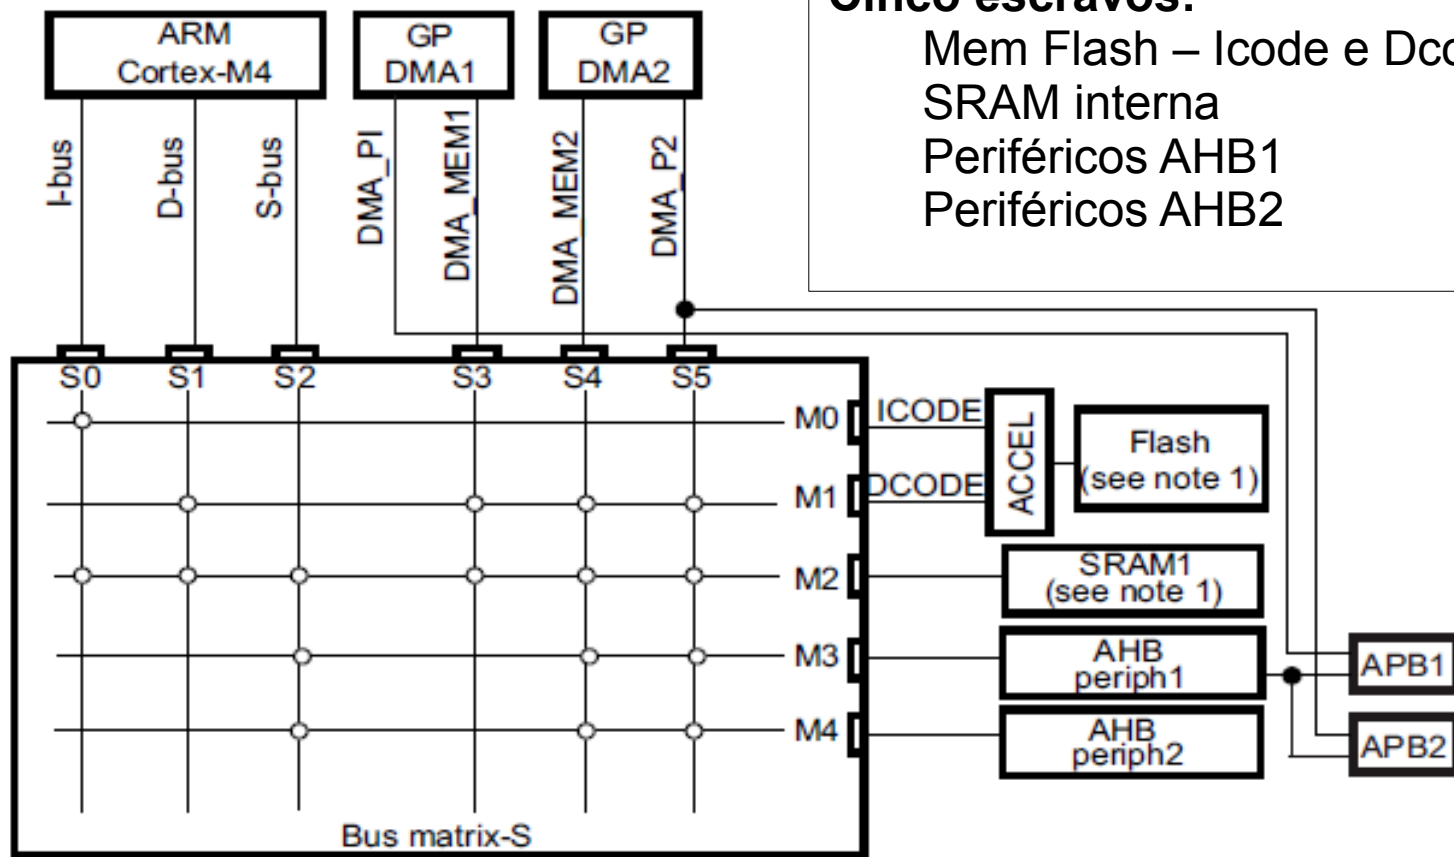 Cinco escravos:
Mem Flash – Icode e
SRAM interna
Periféricos AHB1
Periféricos AHB2
ARM
Cortex-M4
GP
DMA1
GP
DMA2
I-bus
D-bus
S-bus
DMA_PI
DMA_MEM1
DMA_MEM2
DMA_P2
S0 S1 S2 S3 S4 S5
M0
ICODE
M1
DCODE
ACCEL
Flash
(see note 1)
M2
SRAM1
(see note 1)
M3
AHB
periph1
APB1
M4
AHB
periph2
APB2
Bus matrix-S